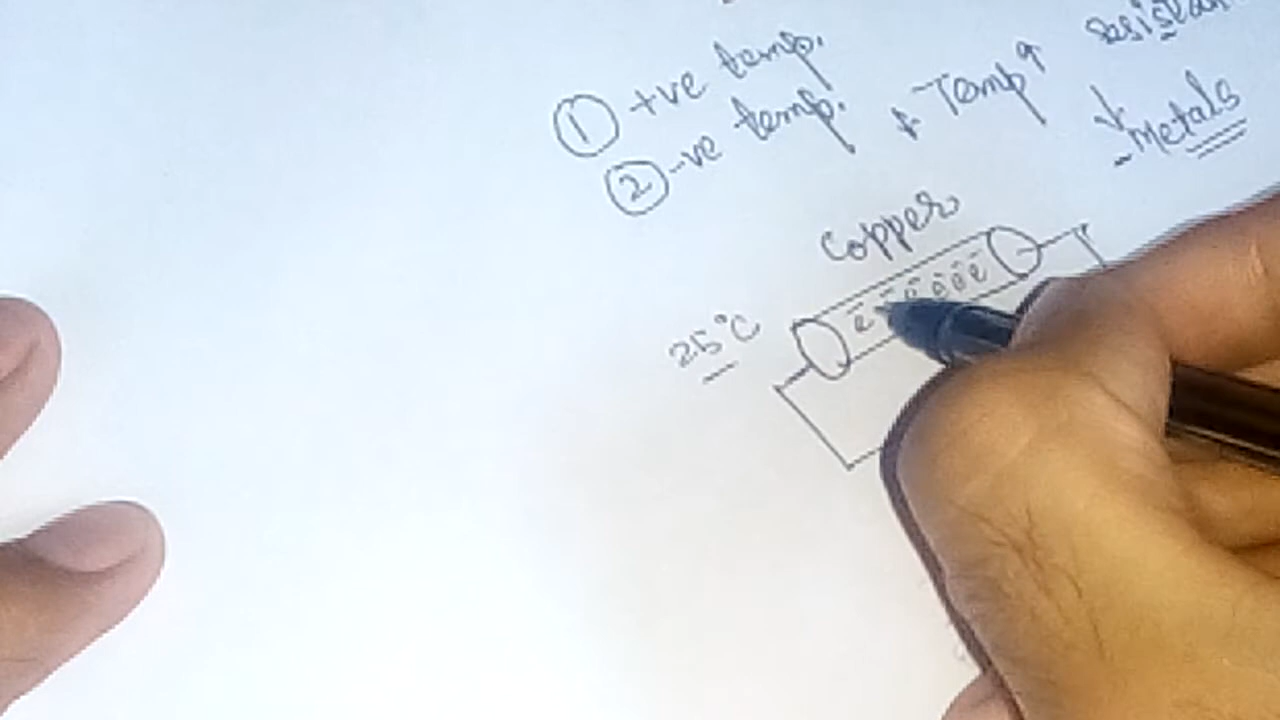 ① +ve temp.
② -ve temp.
Temp↑
Metals
Copper
25°C
e⁻ e⁻ e⁻ e⁻